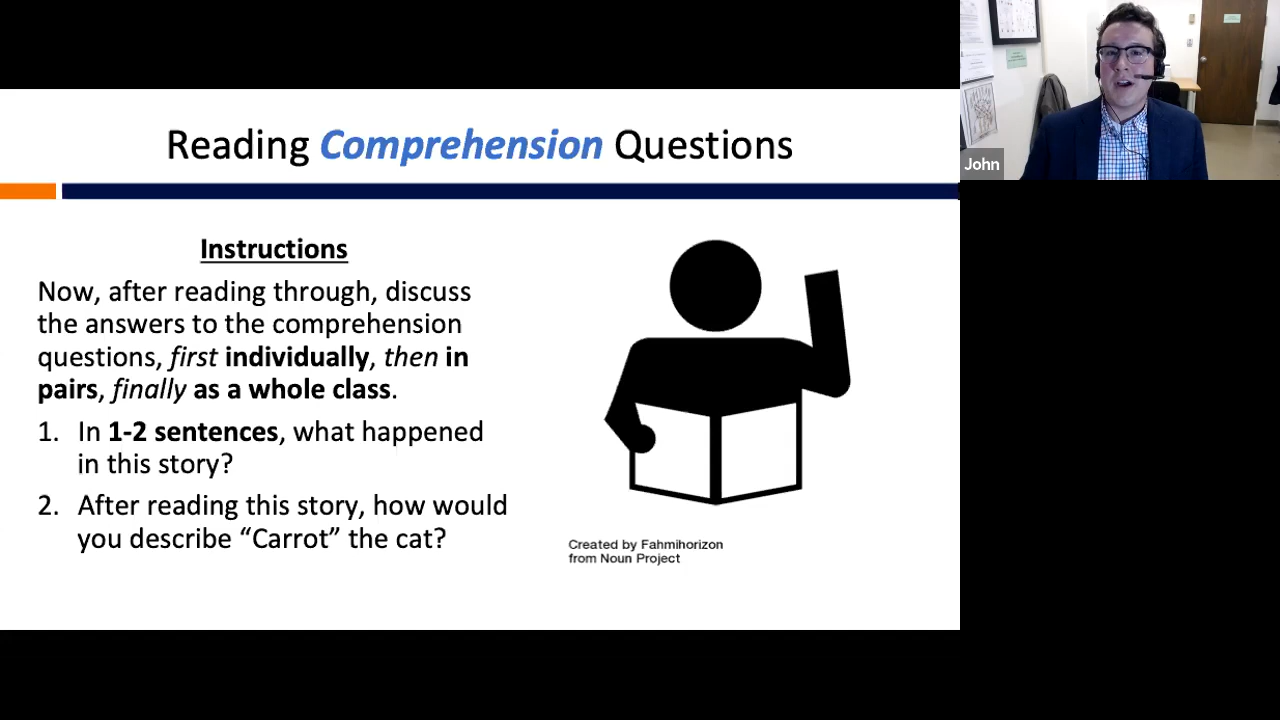 Reading Comprehension Questions
Instructions
Now, after reading through, discuss
the answers to the comprehension
questions, first individually, then in
pairs, finally as a whole class.
1. In 1-2 sentences, what happened
in this story?
2. After reading this story, how would
you describe “Carrot” the cat?
Created by Fahmihorizon
from Noun Project
John